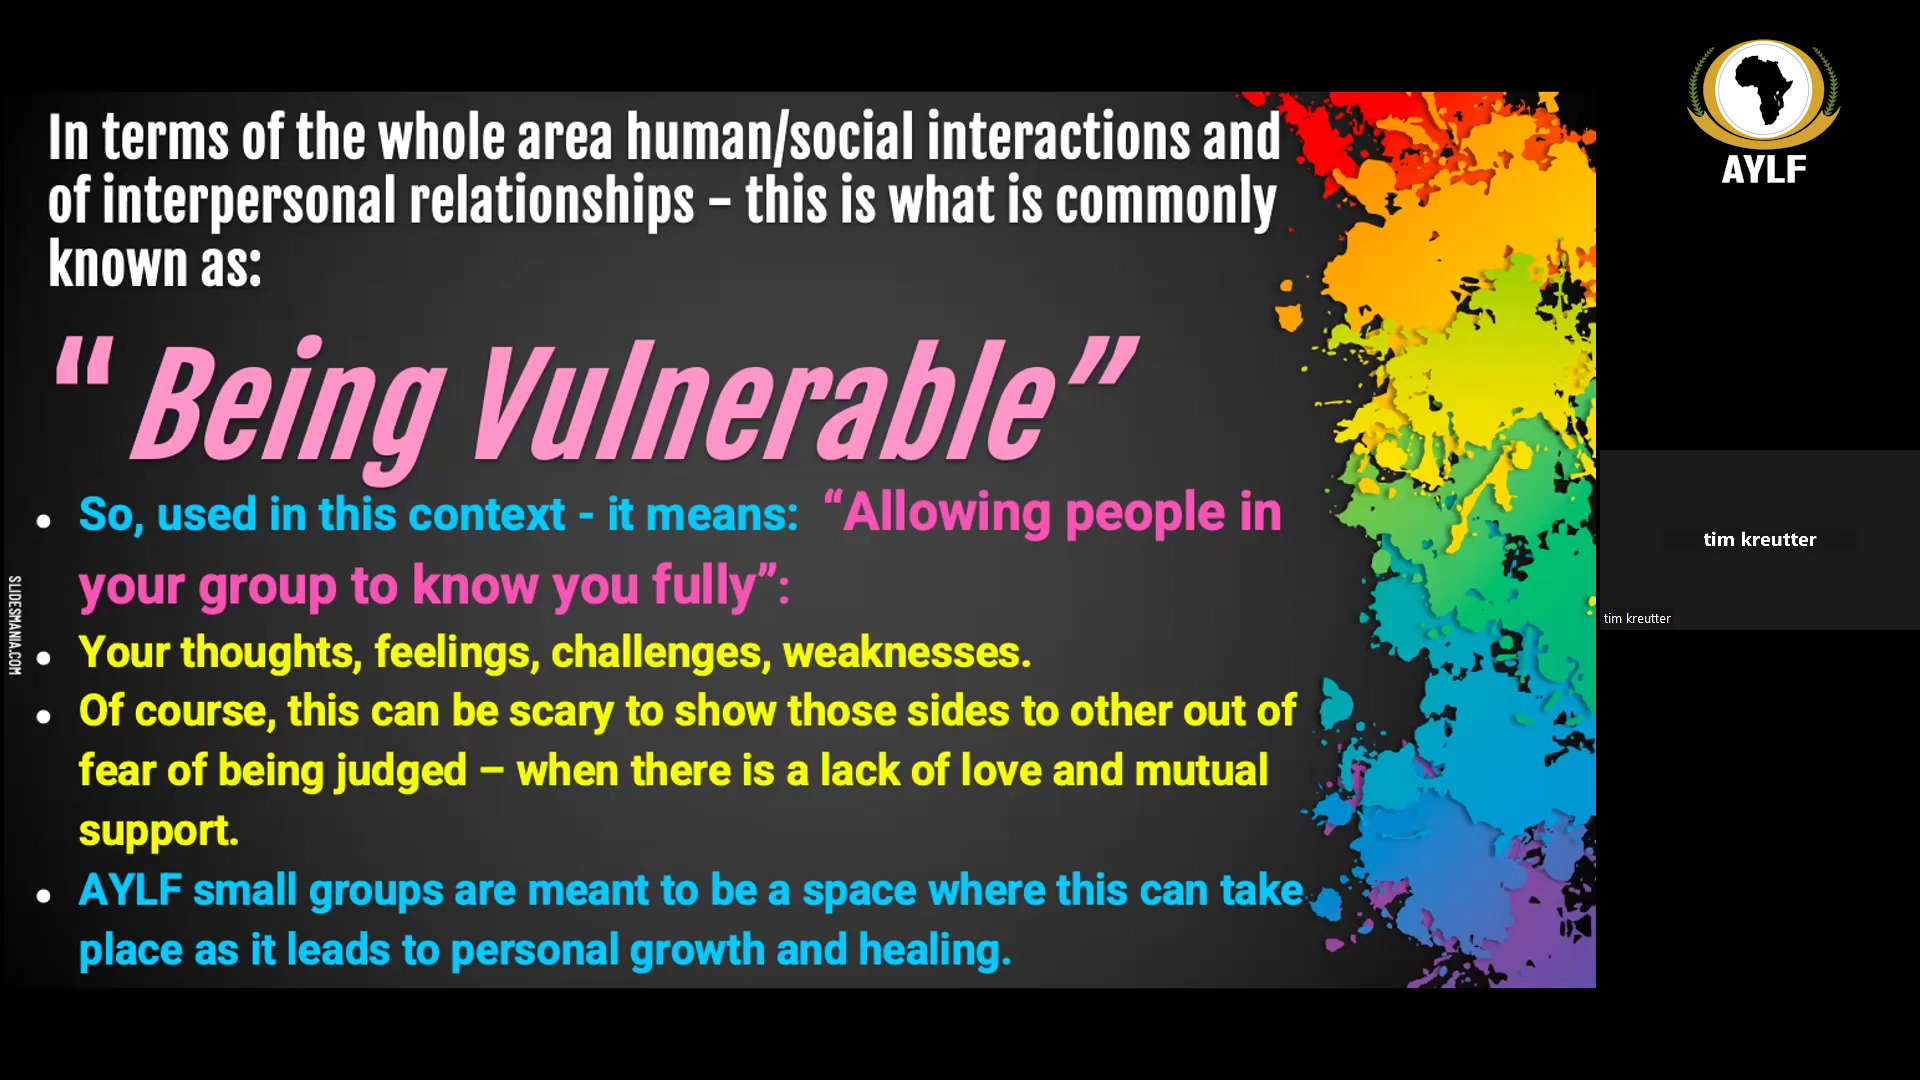 In terms of the whole area human/social interactions and
of interpersonal relationships – this is what is commonly
known as:
“ Being Vulnerable”
• So, used in this context - it means: “Allowing people in
your group to know you fully”:
• Your thoughts, feelings, challenges, weaknesses.
• Of course, this can be scary to show those sides to other out of
fear of being judged – when there is a lack of love and mutual
support.
• AYLF small groups are meant to be a space where this can take
place as it leads to personal growth and healing.
SLIDESMANIA.COM
AYLF
tim kreutter
tim kreutter